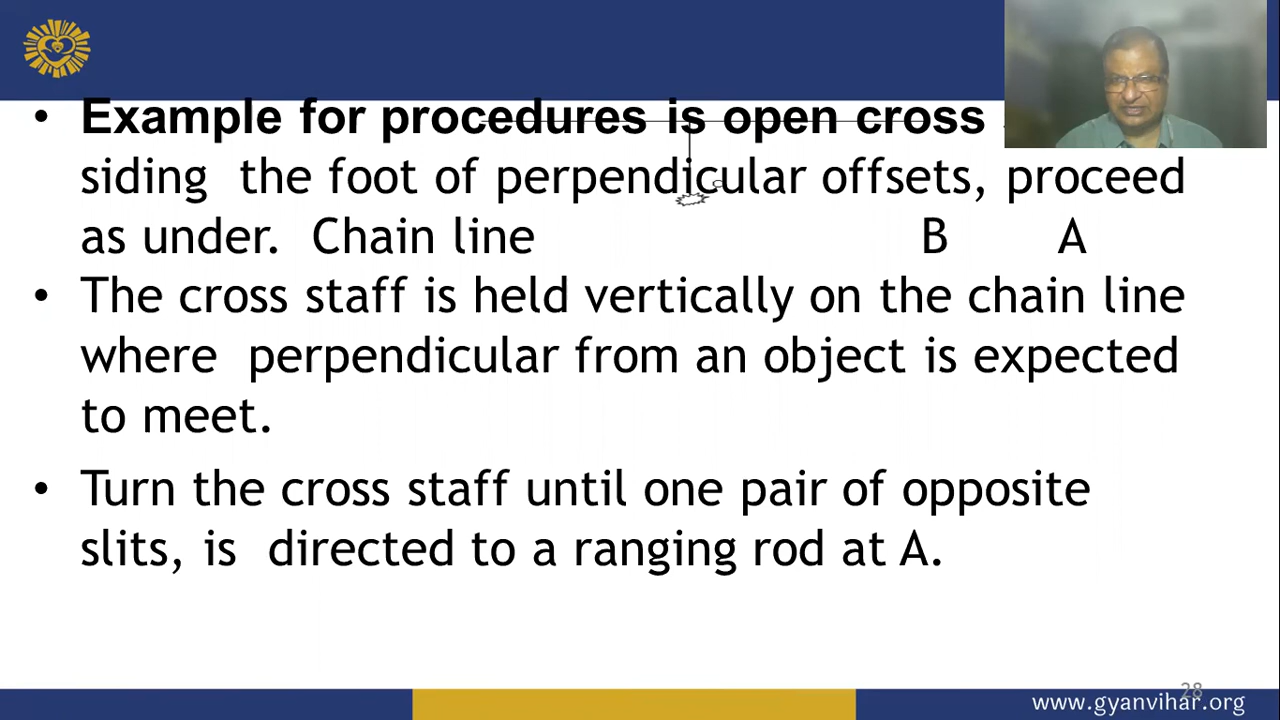 • Example for procedures is open cross
siding the foot of perpendicular offsets, proceed
as under. Chain line B A
• The cross staff is held vertically on the chain line
where perpendicular from an object is expected
to meet.
• Turn the cross staff until one pair of opposite
slits, is directed to a ranging rod at A.
28
www.gyanvihar.org